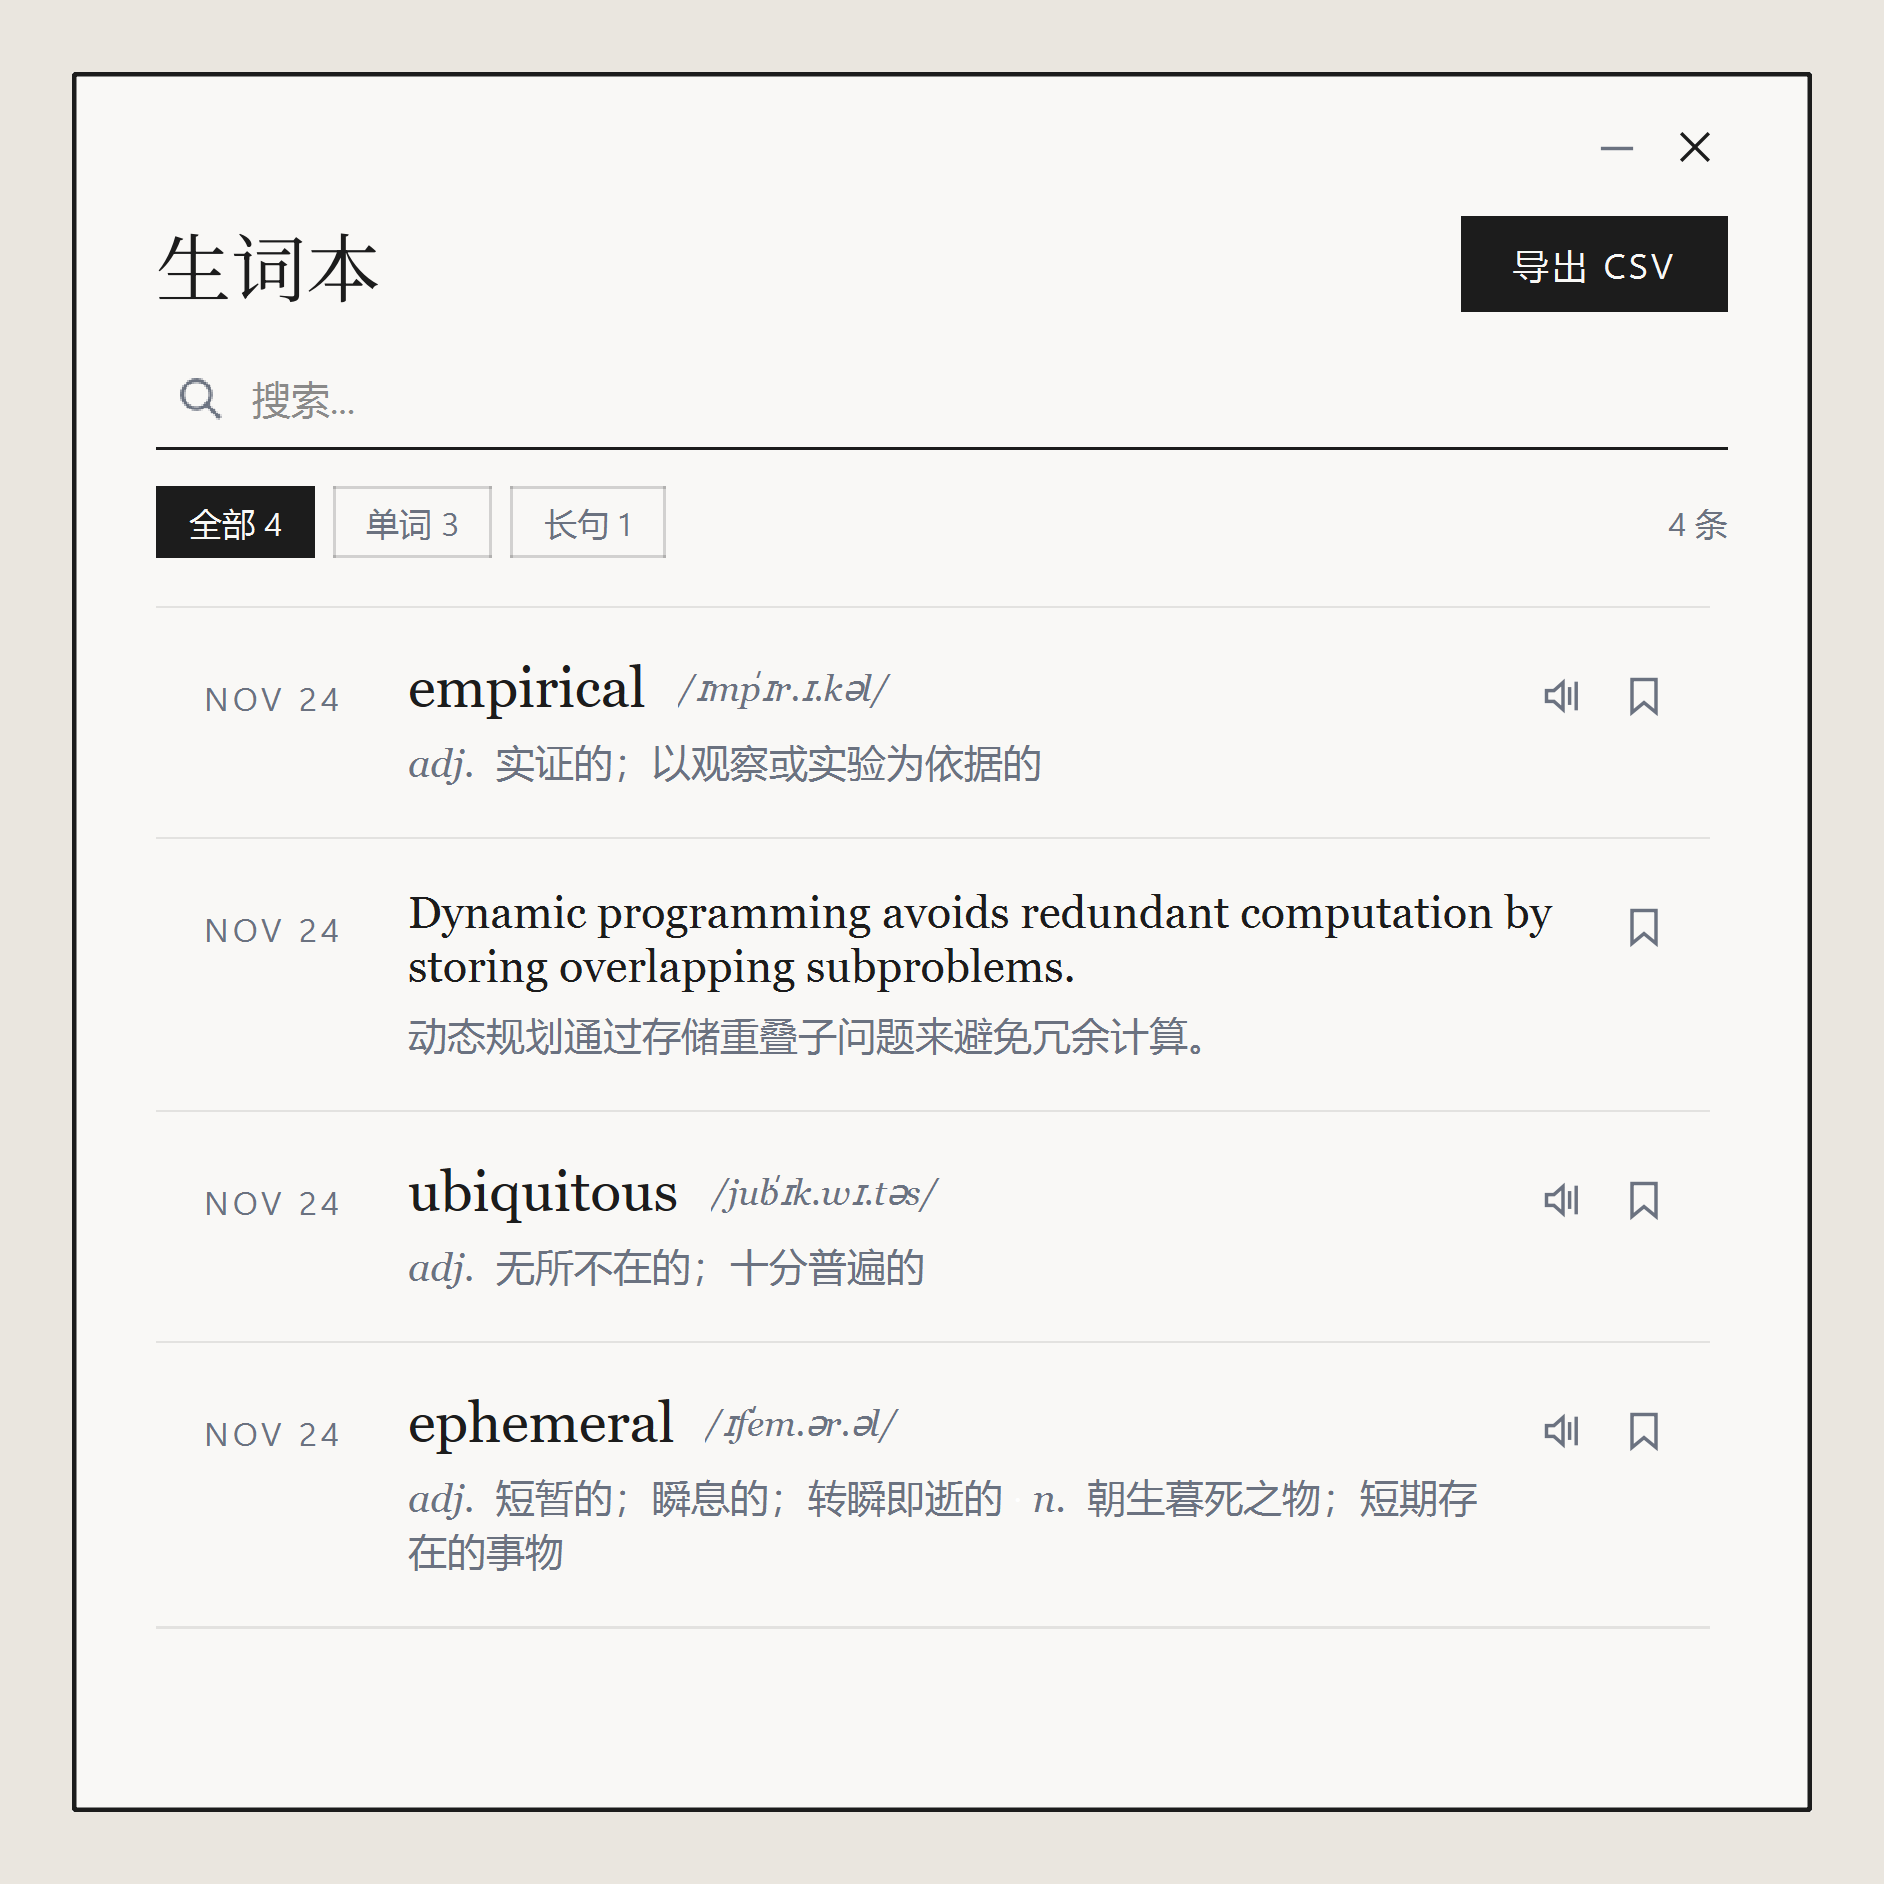 生词本
导出 CSV
搜索...
全部 4
单词 3
长句 1
4 条
NOV 24
empirical /ɪmpˈɪr.ɪ.kəl/
adj. 实证的；以观察或实验为依据的
NOV 24
Dynamic programming avoids redundant computation by
storing overlapping subproblems.
动态规划通过存储重叠子问题来避免冗余计算。
NOV 24
ubiquitous /jubˈɪk.wɪ.təs/
adj. 无所不在的；十分普遍的
NOV 24
ephemeral /ɪfˈem.ər.əl/
adj. 短暂的；瞬息的；转瞬即逝的 · n. 朝生暮死之物；短期存
在的事物